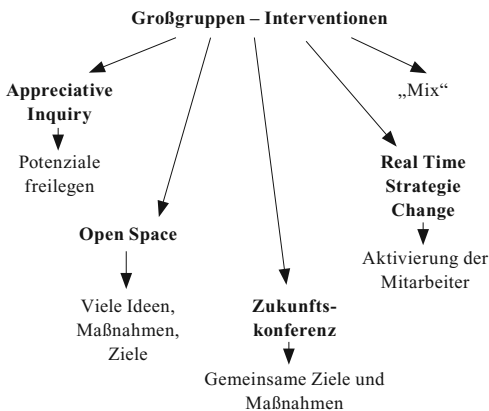 Großgruppen – Interventionen
Appreciative
Inquiry
Potenziale
freilegen
Open Space
Viele Ideen,
Maßnahmen,
Ziele
Zukunfts-
konferenz
Gemeinsame Ziele und
Maßnahmen
Real Time
Strategie
Change
Aktivierung der
Mitarbeiter
„Mix“